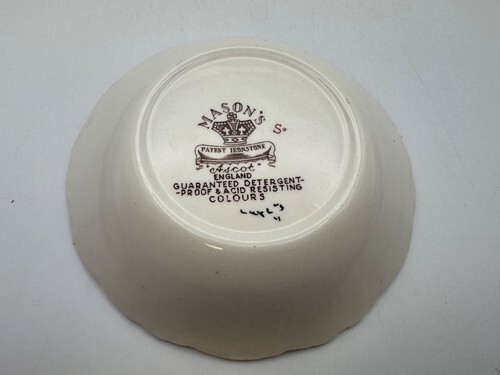 MASON'S
S°
PATENT IRONSTONE
"Ascot"
ENGLAND
GUARANTEED DETERGENT-
-PROOF & ACID RESISTING
COLOURS